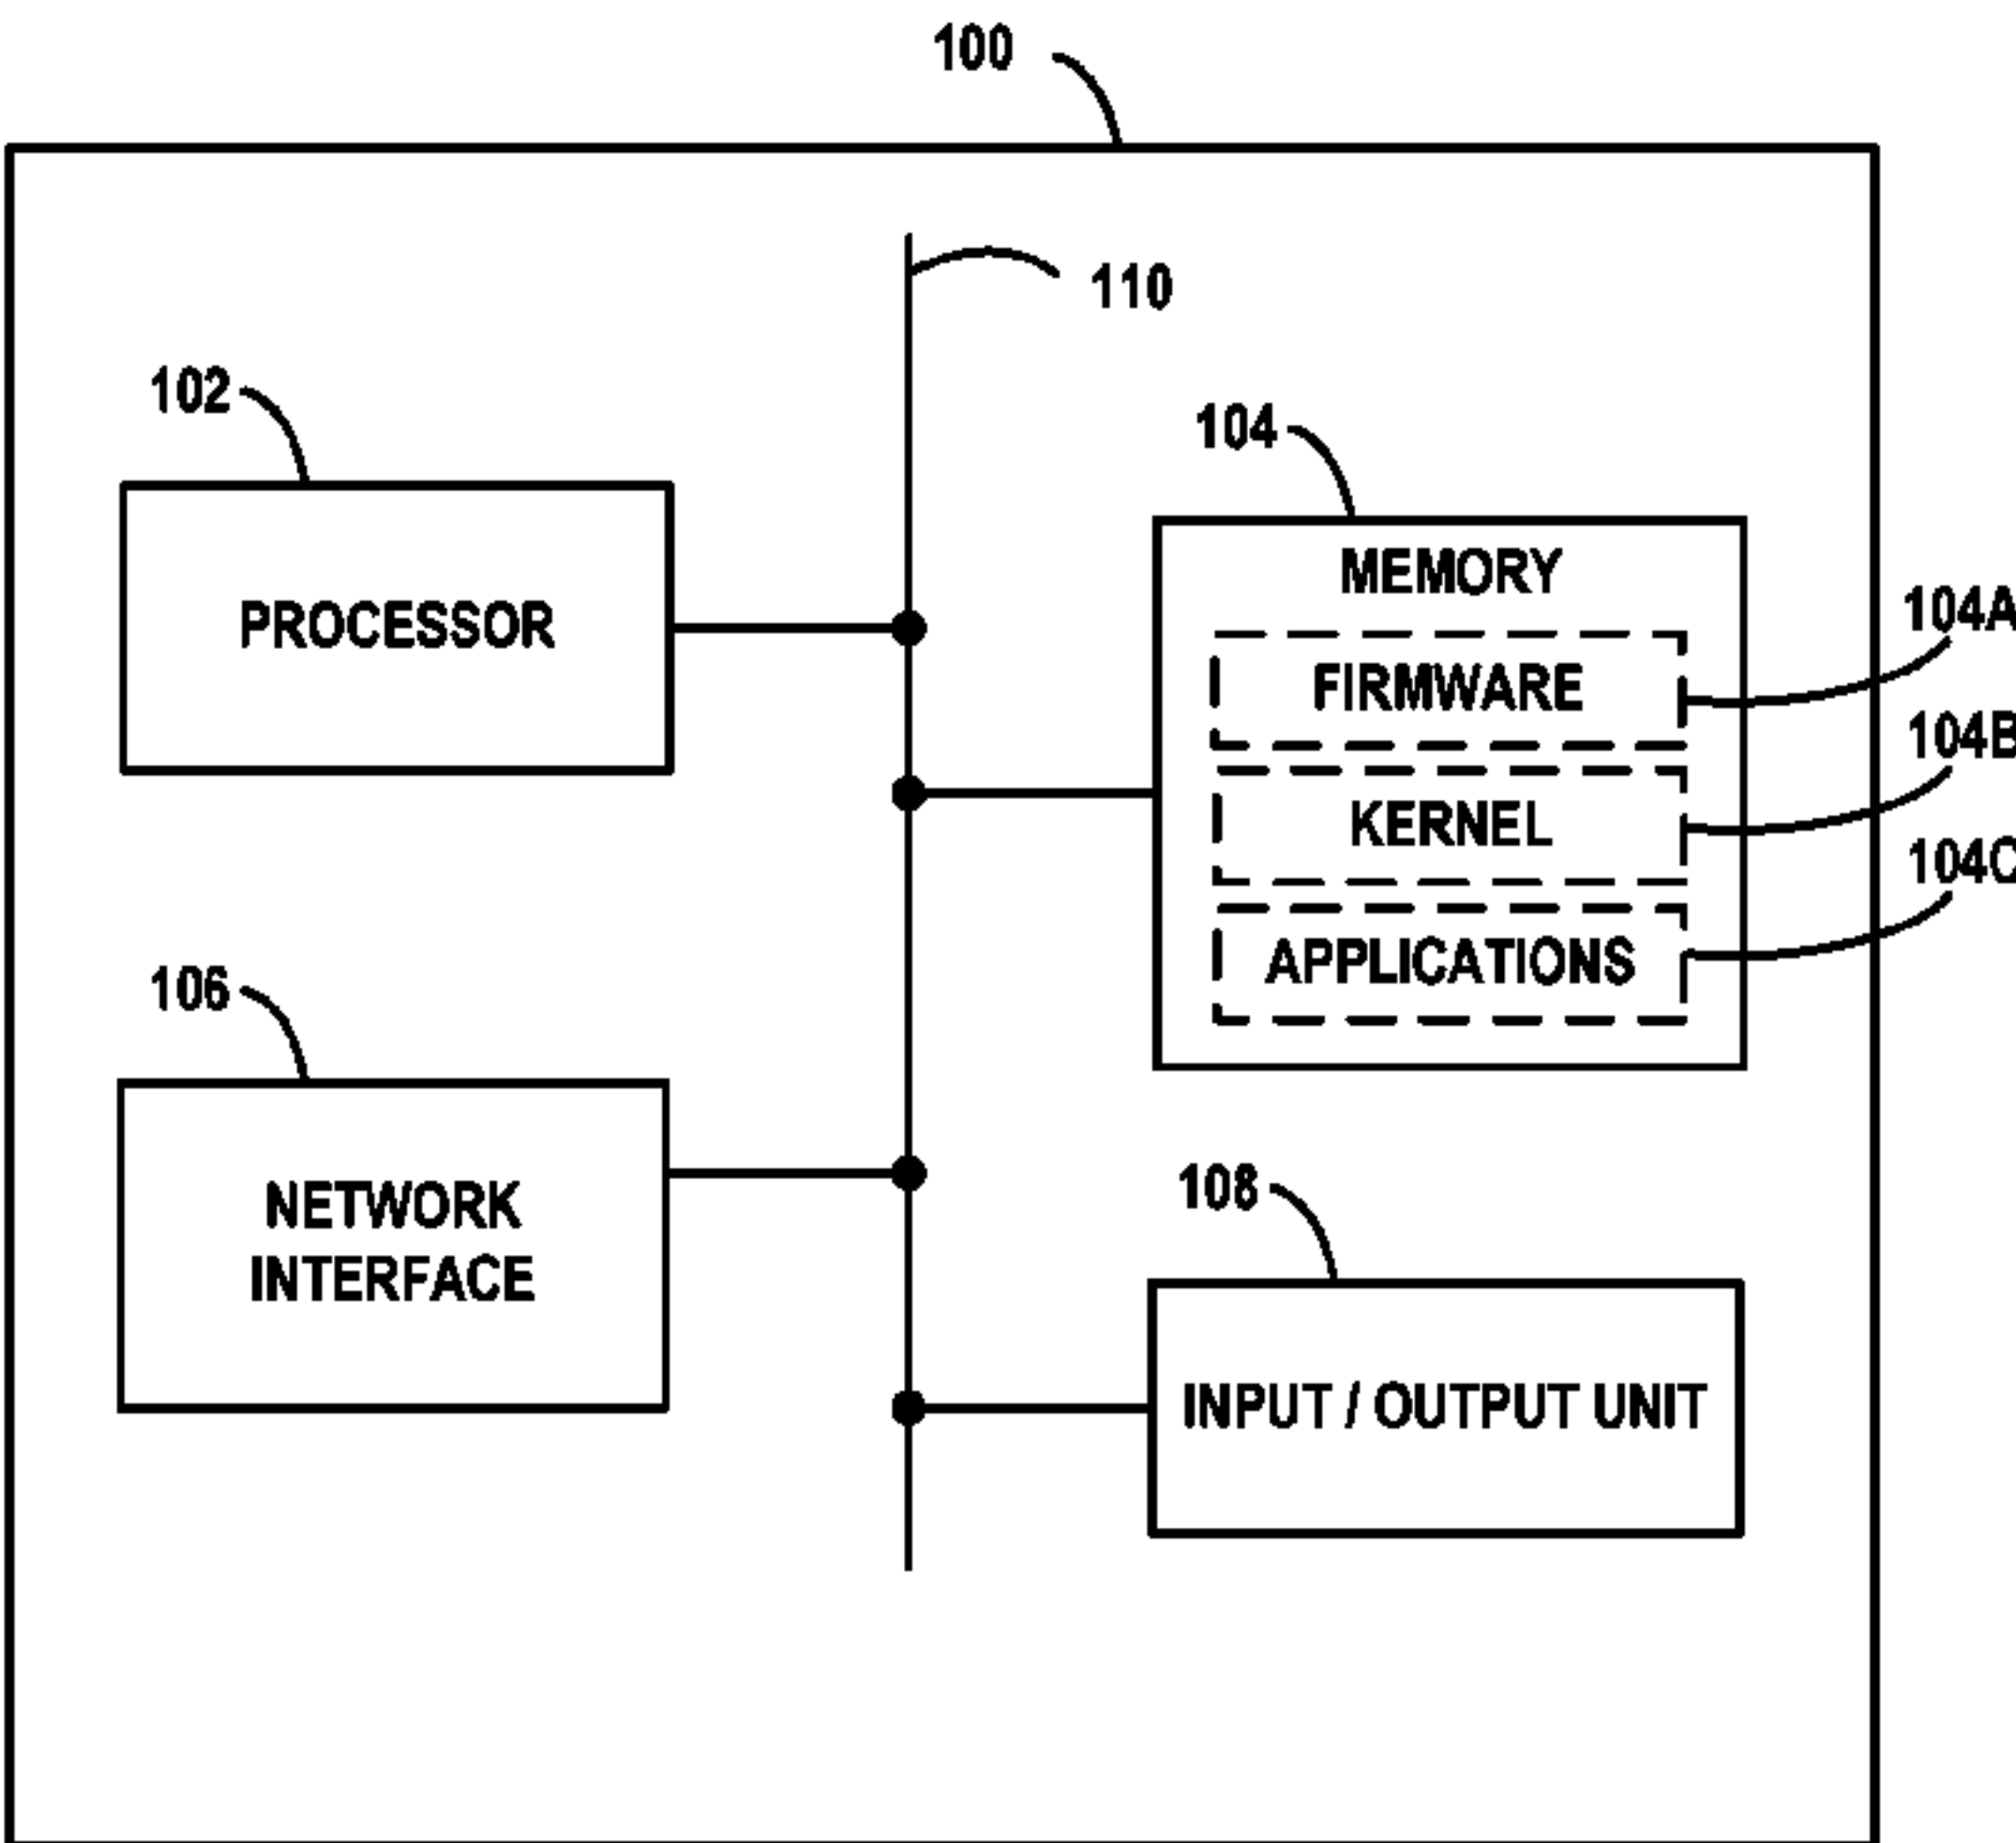 100
110
102
104
PROCESSOR
MEMORY
FIRMWARE
104A
KERNEL
104B
APPLICATIONS
104C
106
NETWORK
INTERFACE
108
INPUT / OUTPUT UNIT